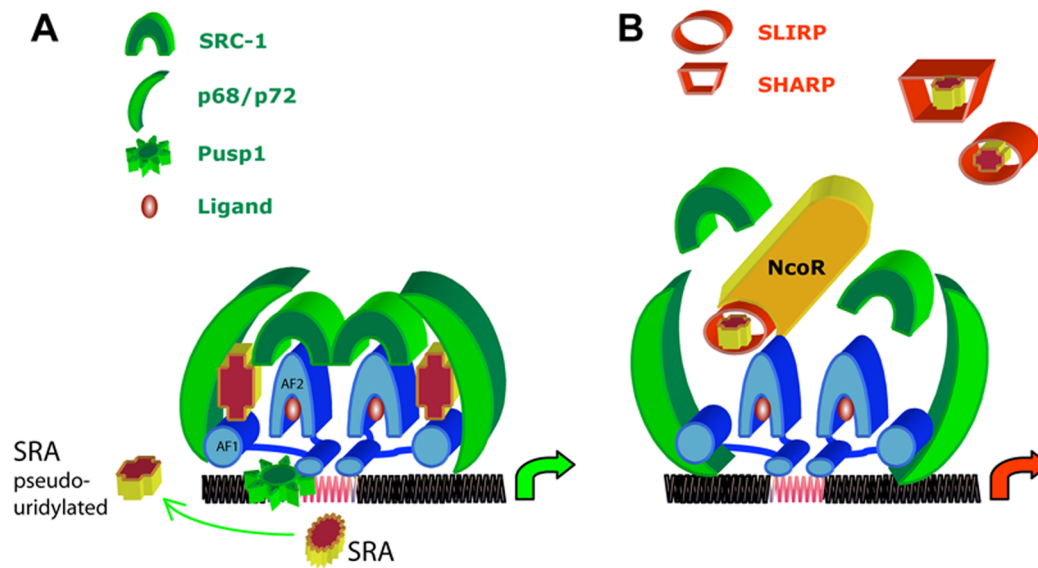 A
SRC-1
p68/p72
Pusp1
Ligand
AF2
AF1
SRA
pseudo-
uridylated
SRA
B
SLIRP
SHARP
NcoR